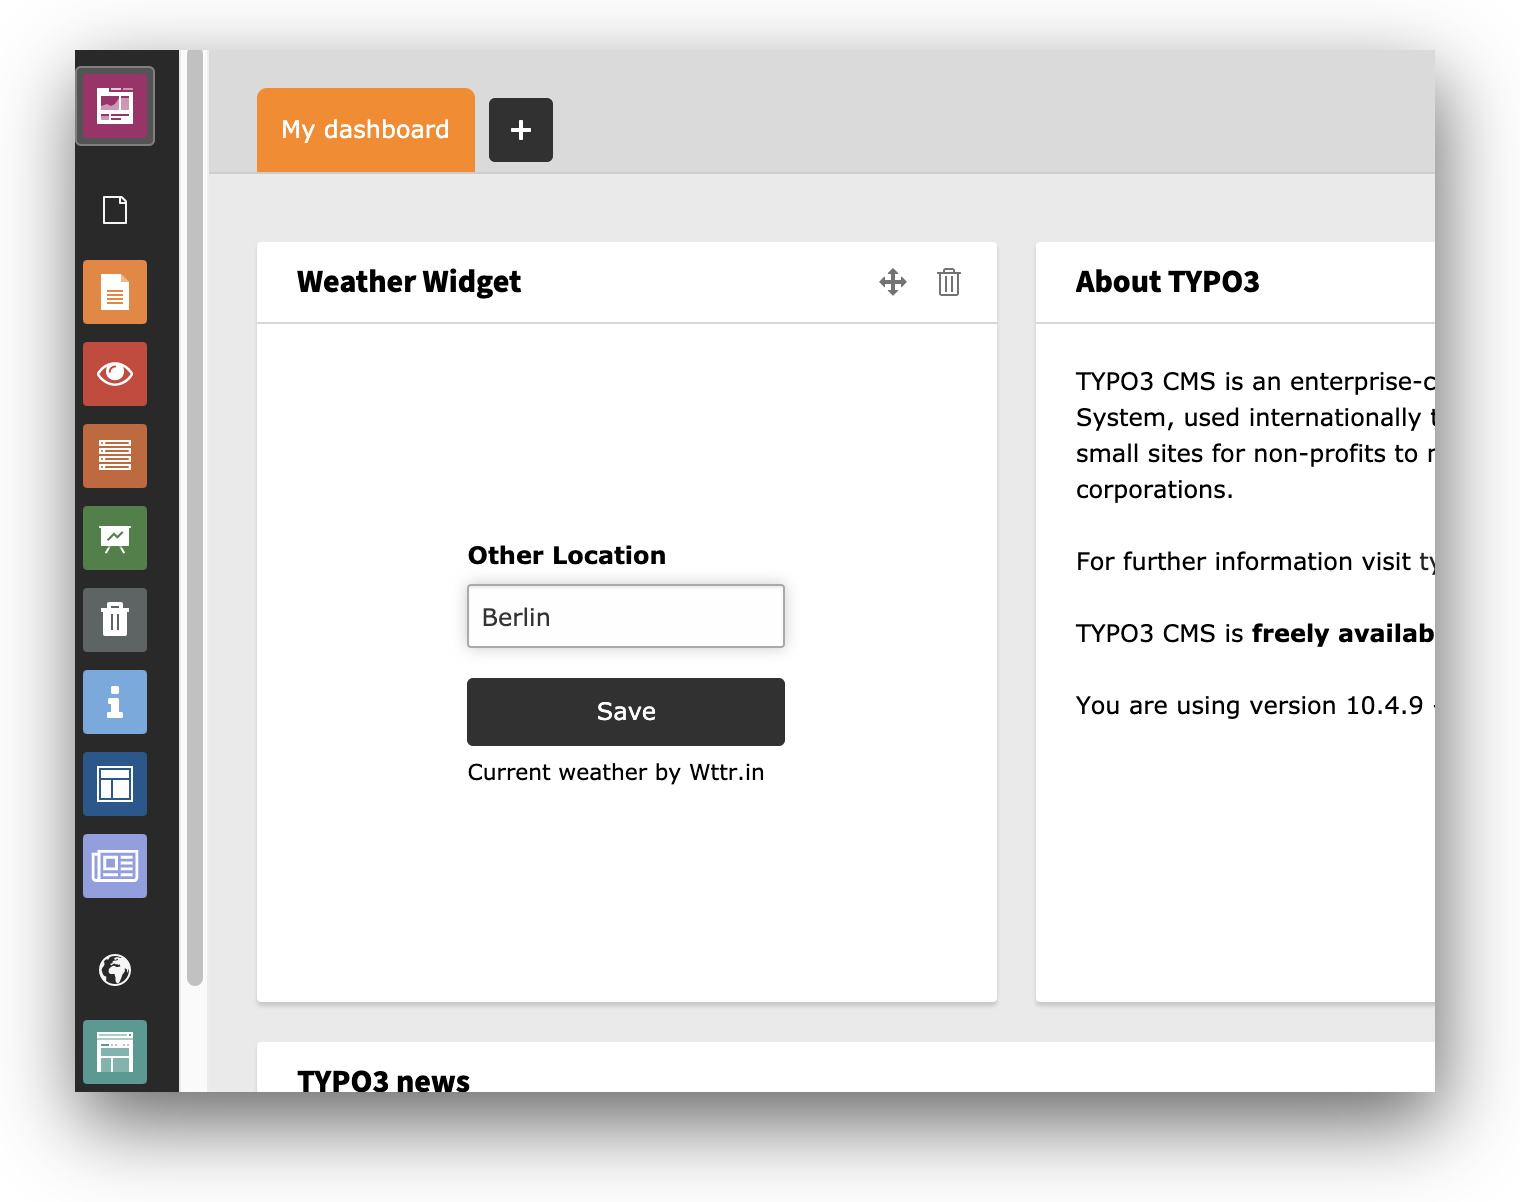 My dashboard
Weather Widget
About TYPO3
TYPO3 CMS is an enterprise-c
System, used internationally t
small sites for non-profits to
corporations.
For further information visit ty
TYPO3 CMS is freely availab
You are using version 10.4.9 -
Other Location
Berlin
Save
Current weather by Wttr.in
TYPO3 news